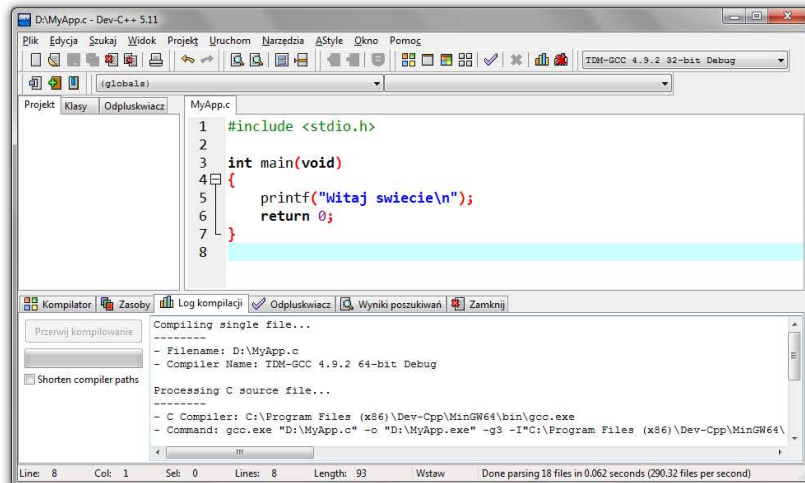 D:\MyApp.c - Dev-C++ 5.11
Plik Edycja Szukaj Widok Projekt Uruchom Narzędzia AStyle Okno Pomoc
TDM-GCC 4.9.2 32-bit Debug
(globals)
Projekt Klasy Odpluskwiacz MyApp.c
1 #include <stdio.h>
2
3 int main(void)
4 {
5 printf("Witaj swiecie\n");
6 return 0;
7 }
8
Kompilator Zasoby Log kompilacji Odpluskwiacz Wyniki poszukiwań Zamknij
Przerwij kompilowanie
Shorten compiler paths
Compiling single file...
--------
- Filename: D:\MyApp.c
- Compiler Name: TDM-GCC 4.9.2 64-bit Debug
Processing C source file...
--------
- C Compiler: C:\Program Files (x86)\Dev-Cpp\MinGW64\bin\gcc.exe
- Command: gcc.exe "D:\MyApp.c" -o "D:\MyApp.exe" -g3 -I"C:\Program Files (x86)\Dev-Cpp\MinGW64\
Line: 8 Col: 1 Sel: 0 Lines: 8 Length: 93 Wstaw Done parsing 18 files in 0.062 seconds (290.32 files per second)